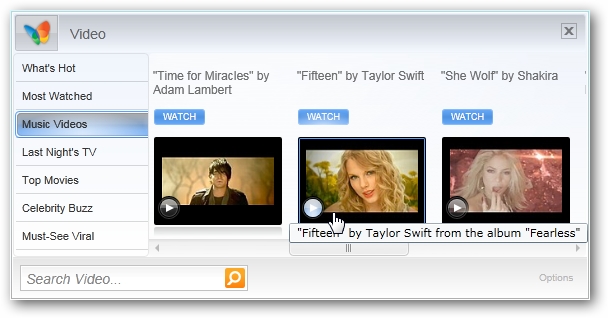 Video
What's Hot
Most Watched
Music Videos
Last Night's TV
Top Movies
Celebrity Buzz
Must-See Viral
"Time for Miracles" by
Adam Lambert
WATCH
"Fifteen" by Taylor Swift
WATCH
"She Wolf" by Shakira
WATCH
"Fifteen" by Taylor Swift from the album "Fearless"
Search Video...
Options